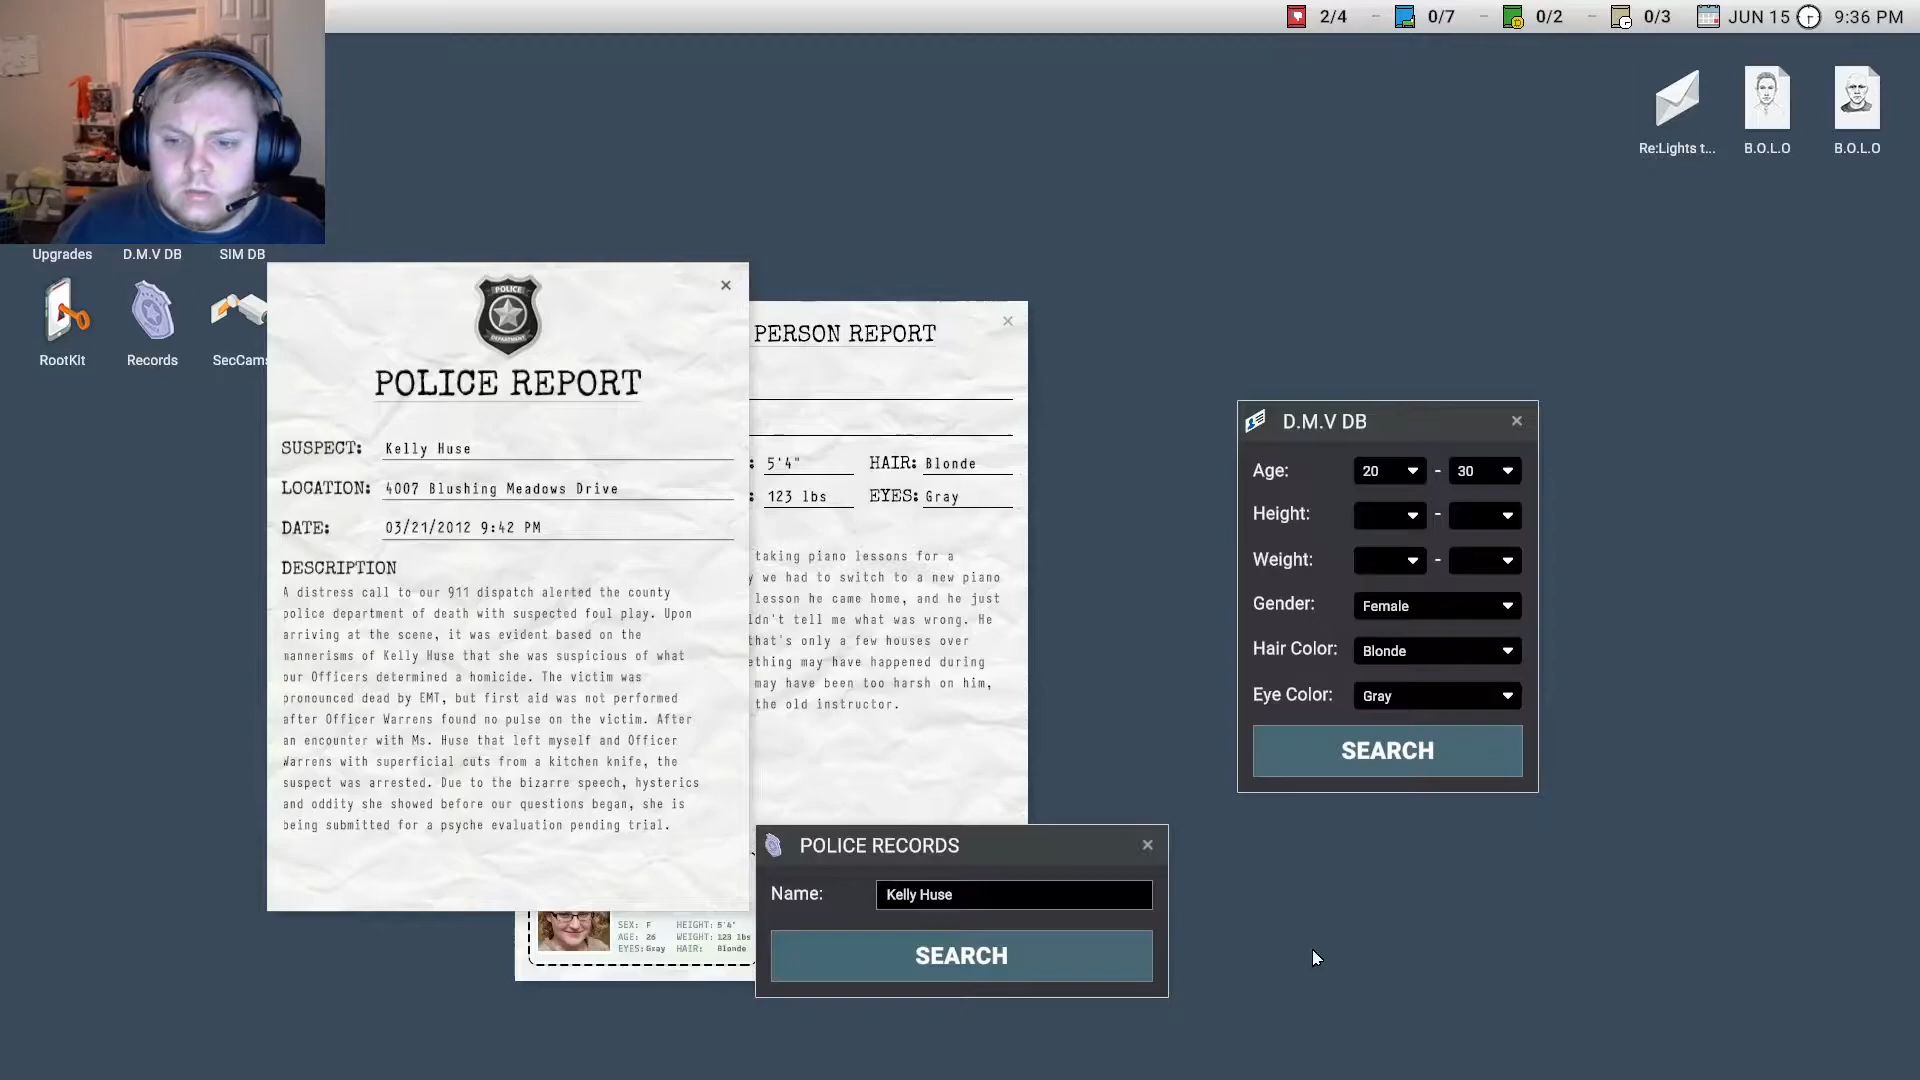 2/4 – 0/7 – 0/2 – 0/3 JUN 15 9:36 PM
Re:Lights t...
B.O.L.O
B.O.L.O
Upgrades
D.M.V DB
SIM DB
RootKit
Records
SecCams
POLICE
DEPARTMENT
POLICE REPORT
SUSPECT: Kelly Huse
LOCATION: 4007 Blushing Meadows Drive
DATE: 03/21/2012 9:42 PM
DESCRIPTION
A distress call to our 911 dispatch alerted the county
police department of death with suspected foul play. Upon
arriving at the scene, it was evident based on the
mannerisms of Kelly Huse that she was suspicious of what
our Officers determined a homicide. The victim was
pronounced dead by EMT, but first aid was not performed
after Officer Warrens found no pulse on the victim. After
an encounter with Ms. Huse that left myself and Officer
Warrens with superficial cuts from a kitchen knife, the
suspect was arrested. Due to the bizarre speech, hysterics
and oddity she showed before our questions began, she is
being submitted for a psyche evaluation pending trial.
PERSON REPORT
: 5'4" HAIR: Blonde
: 123 lbs EYES: Gray
taking piano lessons for a
we had to switch to a new piano
lesson he came home, and he just
ldn't tell me what was wrong. He
that's only a few houses over
ething may have happened during
may have been too harsh on him,
the old instructor.
SEX: F HEIGHT: 5'4"
AGE: 26 WEIGHT: 123 lbs
EYES: Gray HAIR: Blonde
POLICE RECORDS
Name: Kelly Huse
SEARCH
D.M.V DB
Age: 20 - 30
Height: -
Weight: -
Gender: Female
Hair Color: Blonde
Eye Color: Gray
SEARCH